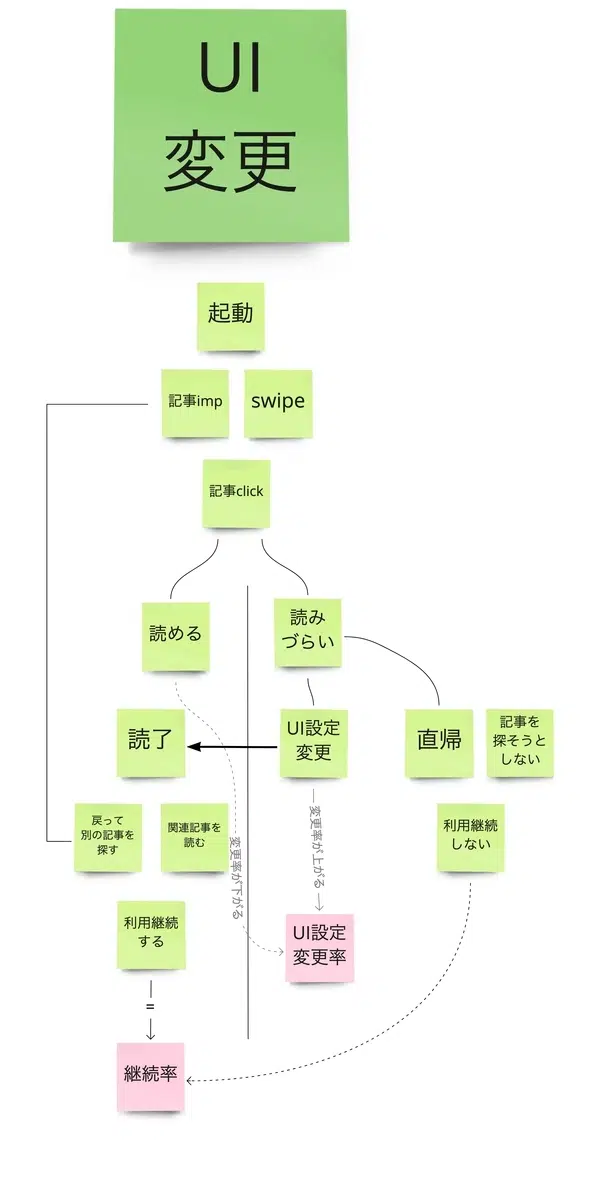 UI
変更
起動
記事imp
swipe
記事click
読める
読み
づらい
読了
UI設定
変更
直帰
記事を
探そうと
しない
戻って
別の記事を
探す
関連記事を
読む
変更率が下がる
変更率が上がる
利用継続
しない
利用継続
する
UI設定
変更率
=
継続率